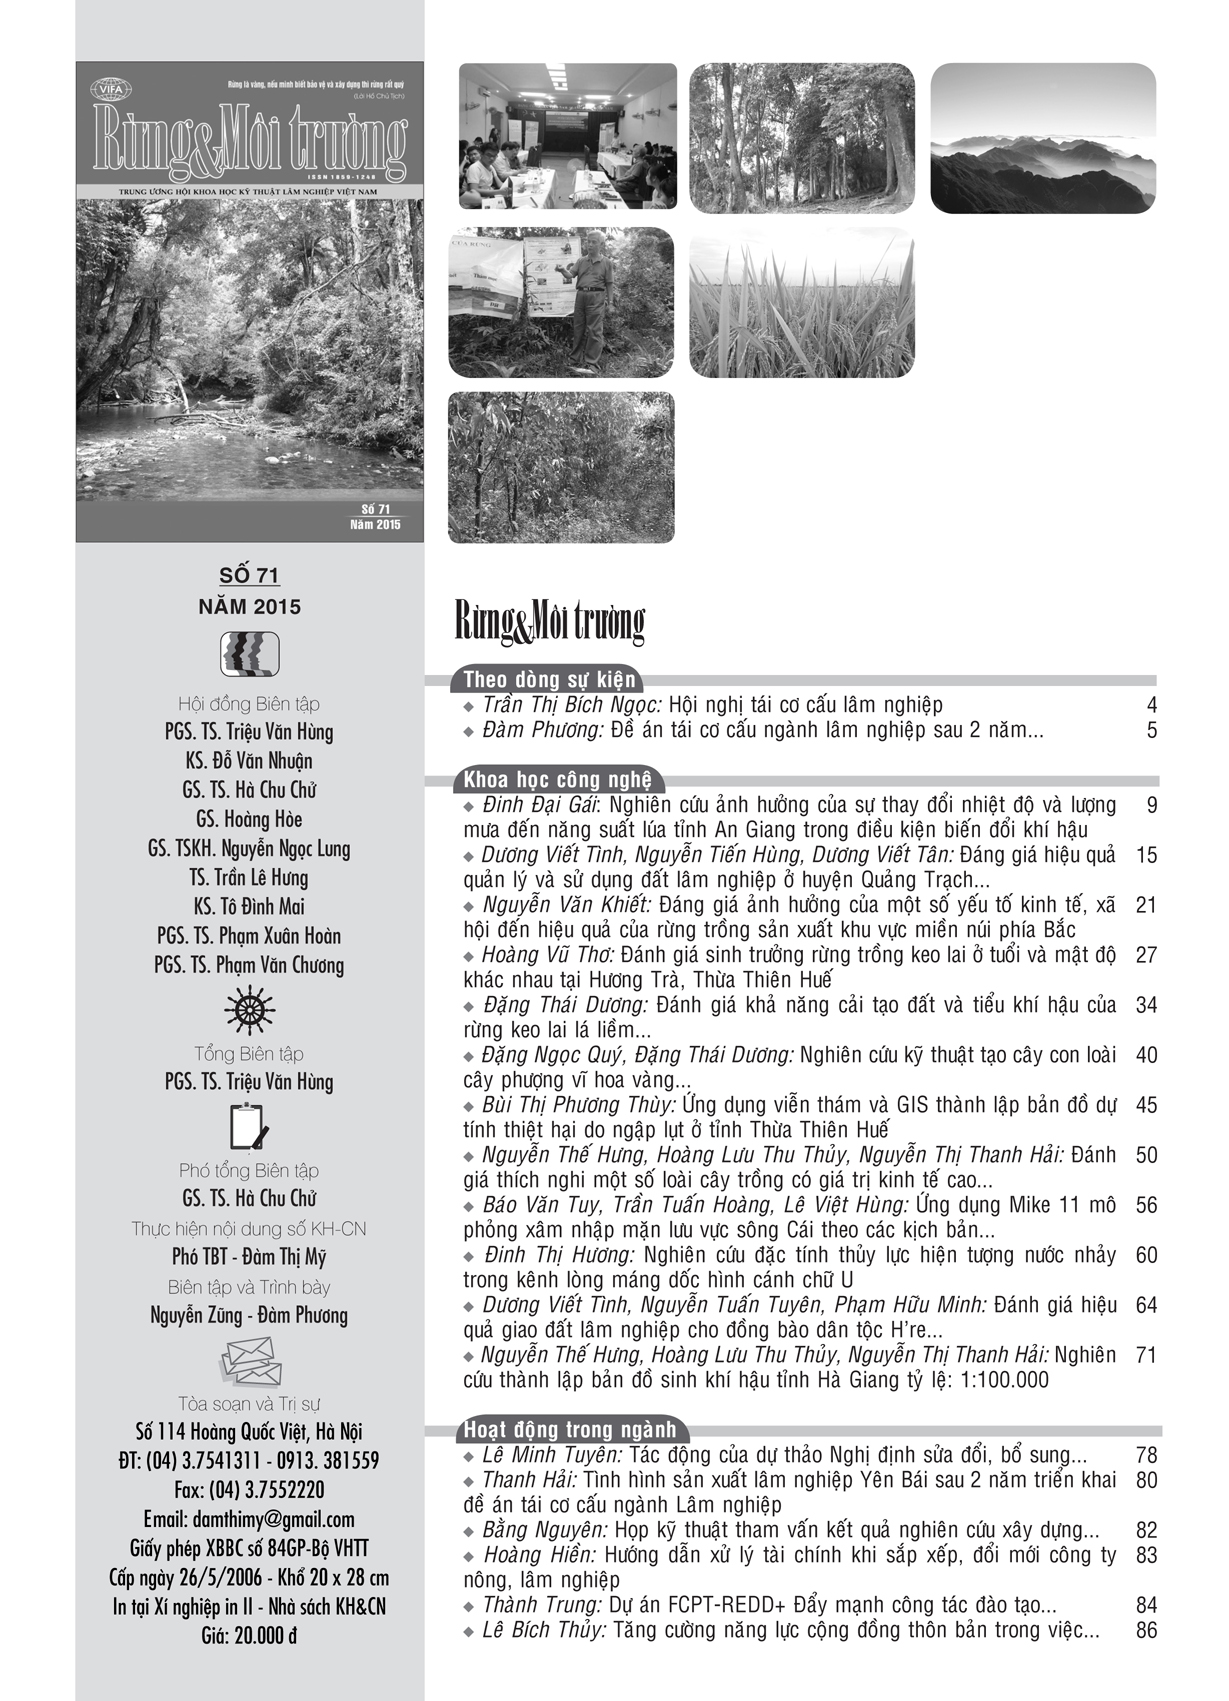 VIFA
Rừng là vàng, nếu mình biết bảo vệ và xây dựng thì rừng rất quý
(Lời Hồ Chủ Tịch)
Rừng&Môi trường
ISSN 1859-1248
TRUNG ƯƠNG HỘI KHOA HỌC KỸ THUẬT LÂM NGHIỆP VIỆT NAM
Số 71
Năm 2015
SỐ 71
NĂM 2015
Hội đồng Biên tập
PGS. TS. Triệu Văn Hùng
KS. Đỗ Văn Nhuận
GS. TS. Hà Chu Chử
GS. Hoàng Hòe
GS. TSKH. Nguyễn Ngọc Lung
TS. Trần Lê Hưng
KS. Tô Đình Mai
PGS. TS. Phạm Xuân Hoàn
PGS. TS. Phạm Văn Chương
Tổng Biên tập
PGS. TS. Triệu Văn Hùng
Phó tổng Biên tập
GS. TS. Hà Chu Chử
Thực hiện nội dung số KH-CN
Phó TBT - Đàm Thị Mỹ
Biên tập và Trình bày
Nguyễn Zũng - Đàm Phương
Tòa soạn và Trị sự
Số 114 Hoàng Quốc Việt, Hà Nội
ĐT: (04) 3.7541311 - 0913. 381559
Fax: (04) 3.7552220
Email: damthimy@gmail.com
Giấy phép XBBC số 84GP-Bộ VHTT
Cấp ngày 26/5/2006 - Khổ 20 x 28 cm
In tại Xí nghiệp in II - Nhà sách KH&CN
Giá: 20.000 đ
CỦA RỪNG
Rừng&Môi trường
Theo dòng sự kiện
◆ Trần Thị Bích Ngọc: Hội nghị tái cơ cấu lâm nghiệp 4
◆ Đàm Phương: Đề án tái cơ cấu ngành lâm nghiệp sau 2 năm... 5
Khoa học công nghệ
◆ Đinh Đại Gái: Nghiên cứu ảnh hưởng của sự thay đổi nhiệt độ và lượng 9
mưa đến năng suất lúa tỉnh An Giang trong điều kiện biến đổi khí hậu
◆ Dương Viết Tình, Nguyễn Tiến Hùng, Dương Viết Tân: Đáng giá hiệu quả 15
quản lý và sử dụng đất lâm nghiệp ở huyện Quảng Trạch...
◆ Nguyễn Văn Khiết: Đáng giá ảnh hưởng của một số yếu tố kinh tế, xã 21
hội đến hiệu quả của rừng trồng sản xuất khu vực miền núi phía Bắc
◆ Hoàng Vũ Thơ: Đánh giá sinh trưởng rừng trồng keo lai ở tuổi và mật độ 27
khác nhau tại Hương Trà, Thừa Thiên Huế
◆ Đặng Thái Dương: Đánh giá khả năng cải tạo đất và tiểu khí hậu của 34
rừng keo lai lá liềm...
◆ Đặng Ngọc Quý, Đặng Thái Dương: Nghiên cứu kỹ thuật tạo cây con loài 40
cây phượng vĩ hoa vàng...
◆ Bùi Thị Phương Thùy: Ứng dụng viễn thám và GIS thành lập bản đồ dự 45
tính thiệt hại do ngập lụt ở tỉnh Thừa Thiên Huế
◆ Nguyễn Thế Hưng, Hoàng Lưu Thu Thủy, Nguyễn Thị Thanh Hải: Đánh 50
giá thích nghi một số loài cây trồng có giá trị kinh tế cao...
◆ Báo Văn Tuy, Trần Tuấn Hoàng, Lê Việt Hùng: Ứng dụng Mike 11 mô 56
phỏng xâm nhập mặn lưu vực sông Cái theo các kịch bản...
◆ Đinh Thị Hương: Nghiên cứu đặc tính thủy lực hiện tượng nước nhảy 60
trong kênh lòng máng dốc hình cánh chữ U
◆ Dương Viết Tình, Nguyễn Tuấn Tuyên, Phạm Hữu Minh: Đánh giá hiệu 64
quả giao đất lâm nghiệp cho đồng bào dân tộc H're...
◆ Nguyễn Thế Hưng, Hoàng Lưu Thu Thủy, Nguyễn Thị Thanh Hải: Nghiên 71
cứu thành lập bản đồ sinh khí hậu tỉnh Hà Giang tỷ lệ: 1:100.000
Hoạt động trong ngành
◆ Lê Minh Tuyên: Tác động của dự thảo Nghị định sửa đổi, bổ sung... 78
◆ Thanh Hải: Tình hình sản xuất lâm nghiệp Yên Bái sau 2 năm triển khai 80
đề án tái cơ cấu ngành Lâm nghiệp
◆ Bằng Nguyên: Họp kỹ thuật tham vấn kết quả nghiên cứu xây dựng... 82
◆ Hoàng Hiền: Hướng dẫn xử lý tài chính khi sắp xếp, đổi mới công ty 83
nông, lâm nghiệp
◆ Thành Trung: Dự án FCPT-REDD+ Đẩy mạnh công tác đào tạo... 84
◆ Lê Bích Thủy: Tăng cường năng lực cộng đồng thôn bản trong việc... 86